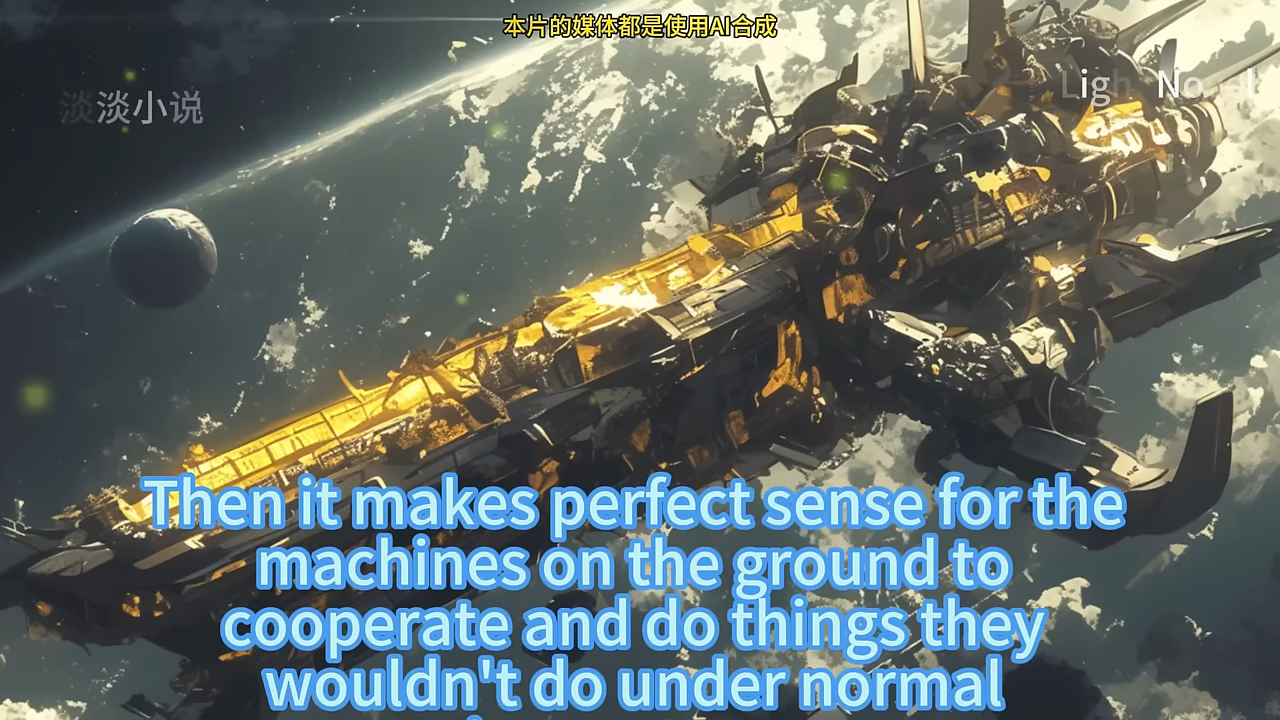 本片的媒体都是使用AI合成
淡淡小说
Then it makes perfect sense for the
machines on the ground to
cooperate and do things they
wouldn't do under normal